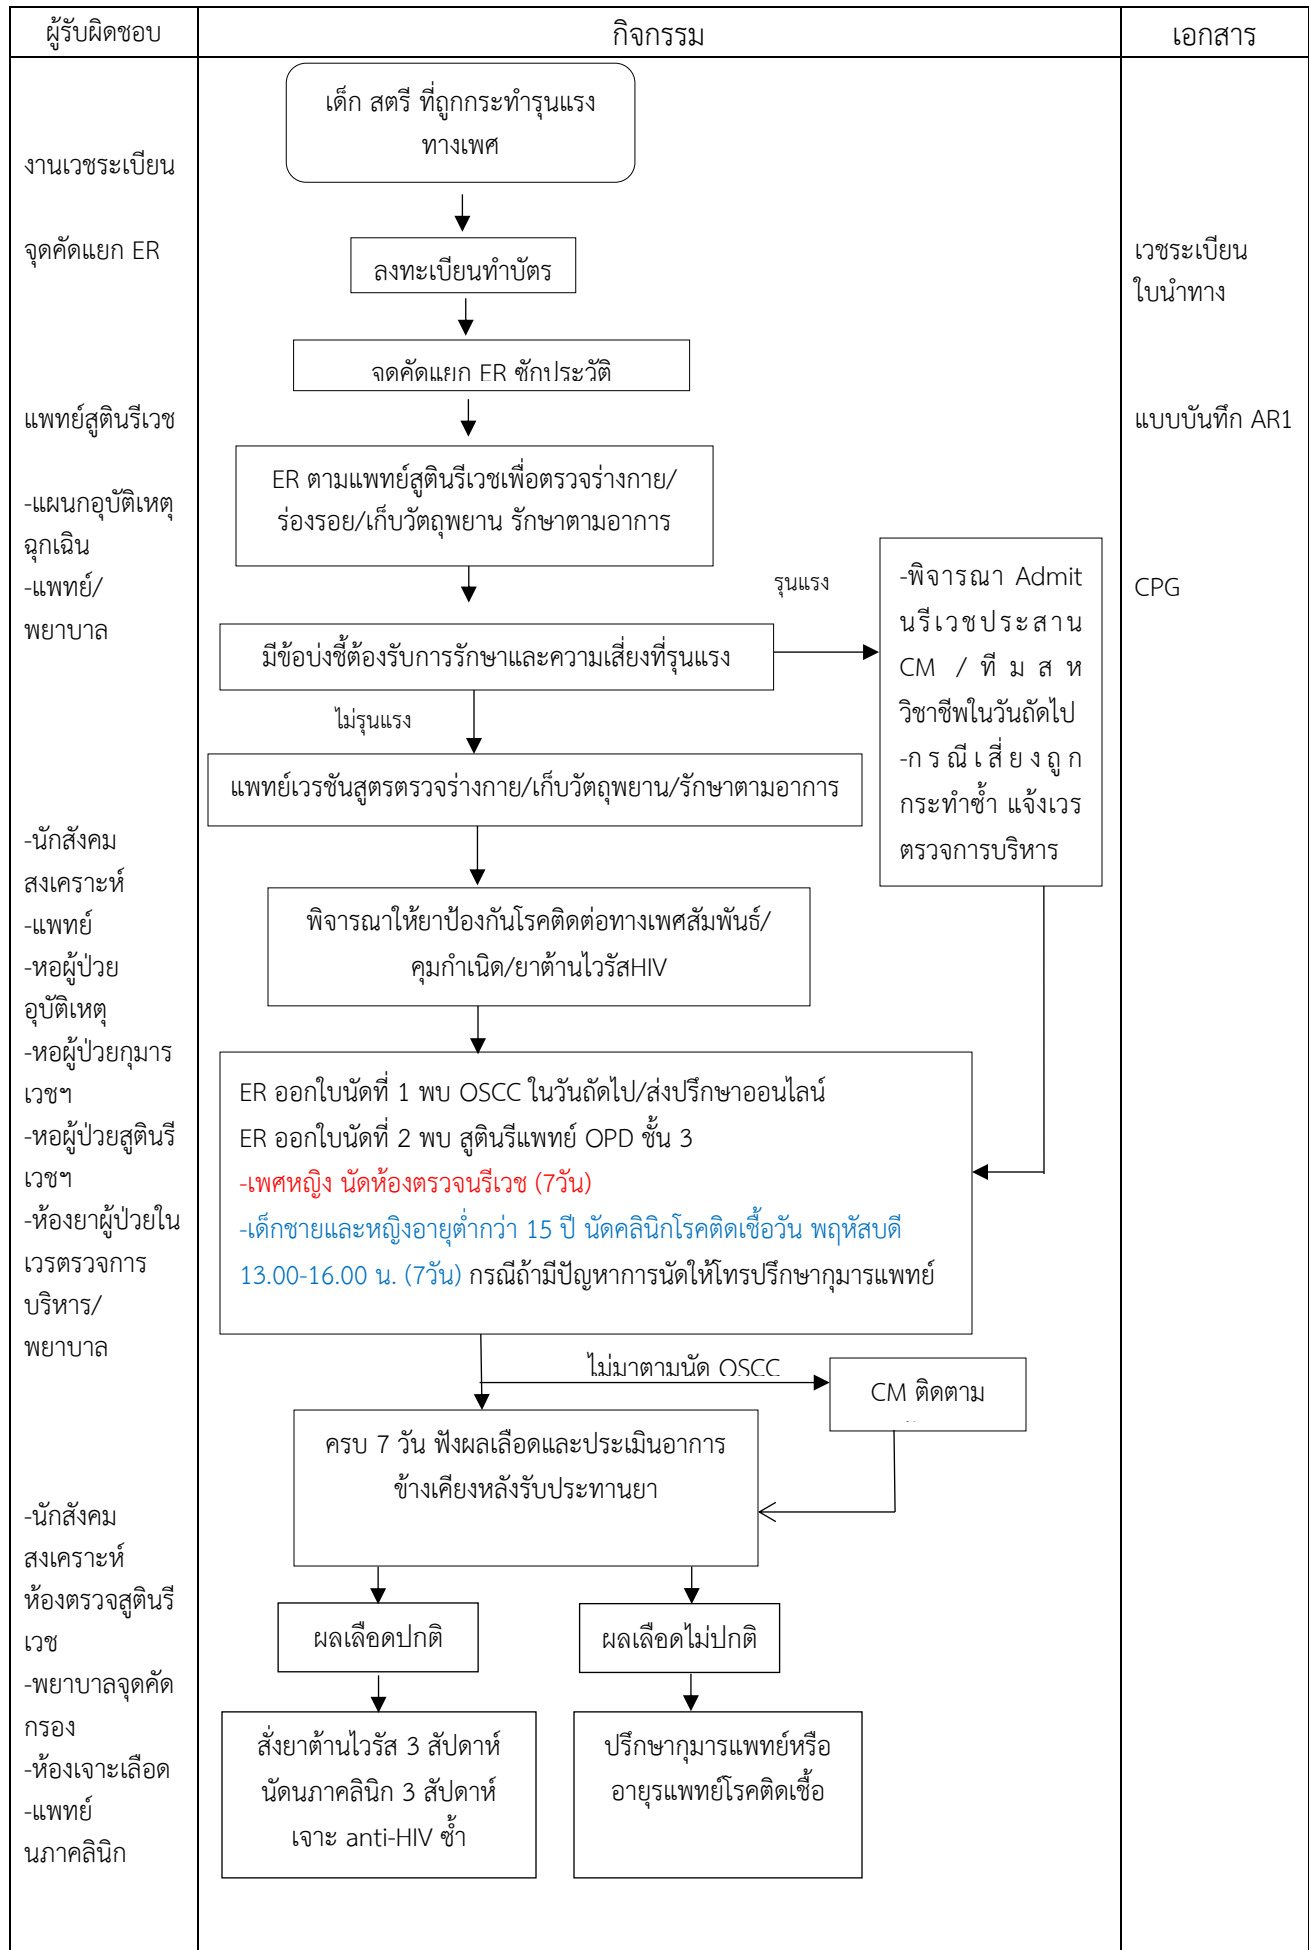 ผู้รับผิดชอบ
กิจกรรม
เอกสาร
เด็ก สตรี ที่ถูกกระทำรุนแรง
ทางเพศ
งานเวชระเบียน
จุดคัดแยก ER
ลงทะเบียนทำบัตร
เวชระเบียน
ใบนำทาง
จุดคัดแยก ER ซักประวัติ
แพทย์สูตินรีเวช
แบบบันทึก AR1
ER ตามแพทย์สูตินรีเวชเพื่อตรวจร่างกาย/
ร่องรอย/เก็บวัตถุพยาน รักษาตามอาการ
-แผนกอุบัติเหตุ
ฉุกเฉิน
-แพทย์/
พยาบาล
รุนแรง
CPG
มีข้อบ่งชี้ต้องรับการรักษาและความเสี่ยงที่รุนแรง
-พิจารณา Admit
นรีเวชประสาน
CM / ทีมสห
วิชาชีพในวันถัดไป
-กรณีเสี่ยงถูก
กระทำซ้ำ แจ้งเวร
ตรวจการบริหาร
ไม่รุนแรง
แพทย์เวรชันสูตรตรวจร่างกาย/เก็บวัตถุพยาน/รักษาตามอาการ
-นักสังคม
สงเคราะห์
-แพทย์
-หอผู้ป่วย
อุบัติเหตุ
-หอผู้ป่วยกุมาร
เวชฯ
-หอผู้ป่วยสูตินรี
เวชฯ
-ห้องยาผู้ป่วยใน
เวรตรวจการ
บริหาร/
พยาบาล
พิจารณาให้ยาป้องกันโรคติดต่อทางเพศสัมพันธ์/
คุมกำเนิด/ยาต้านไวรัสHIV
ER ออกใบนัดที่ 1 พบ OSCC ในวันถัดไป/ส่งปรึกษาออนไลน์
ER ออกใบนัดที่ 2 พบ สูตินรีแพทย์ OPD ชั้น 3
-เพศหญิง นัดห้องตรวจนรีเวช (7วัน)
-เด็กชายและหญิงอายุต่ำกว่า 15 ปี นัดคลินิกโรคติดเชื้อวัน พฤหัสบดี
13.00-16.00 น. (7วัน) กรณีถ้ามีปัญหาการนัดให้โทรปรึกษากุมารแพทย์
ไม่มาตามนัด OSCC
CM ติดตาม
ครบ 7 วัน ฟังผลเลือดและประเมินอาการ
ข้างเคียงหลังรับประทานยา
-นักสังคม
สงเคราะห์
ห้องตรวจสูตินรี
เวช
-พยาบาลจุดคัด
กรอง
-ห้องเจาะเลือด
-แพทย์
นภาคลินิก
ผลเลือดปกติ
ผลเลือดไม่ปกติ
สั่งยาต้านไวรัส 3 สัปดาห์
นัดนภาคลินิก 3 สัปดาห์
เจาะ anti-HIV ซ้ำ
ปรึกษากุมารแพทย์หรือ
อายุรแพทย์โรคติดเชื้อ